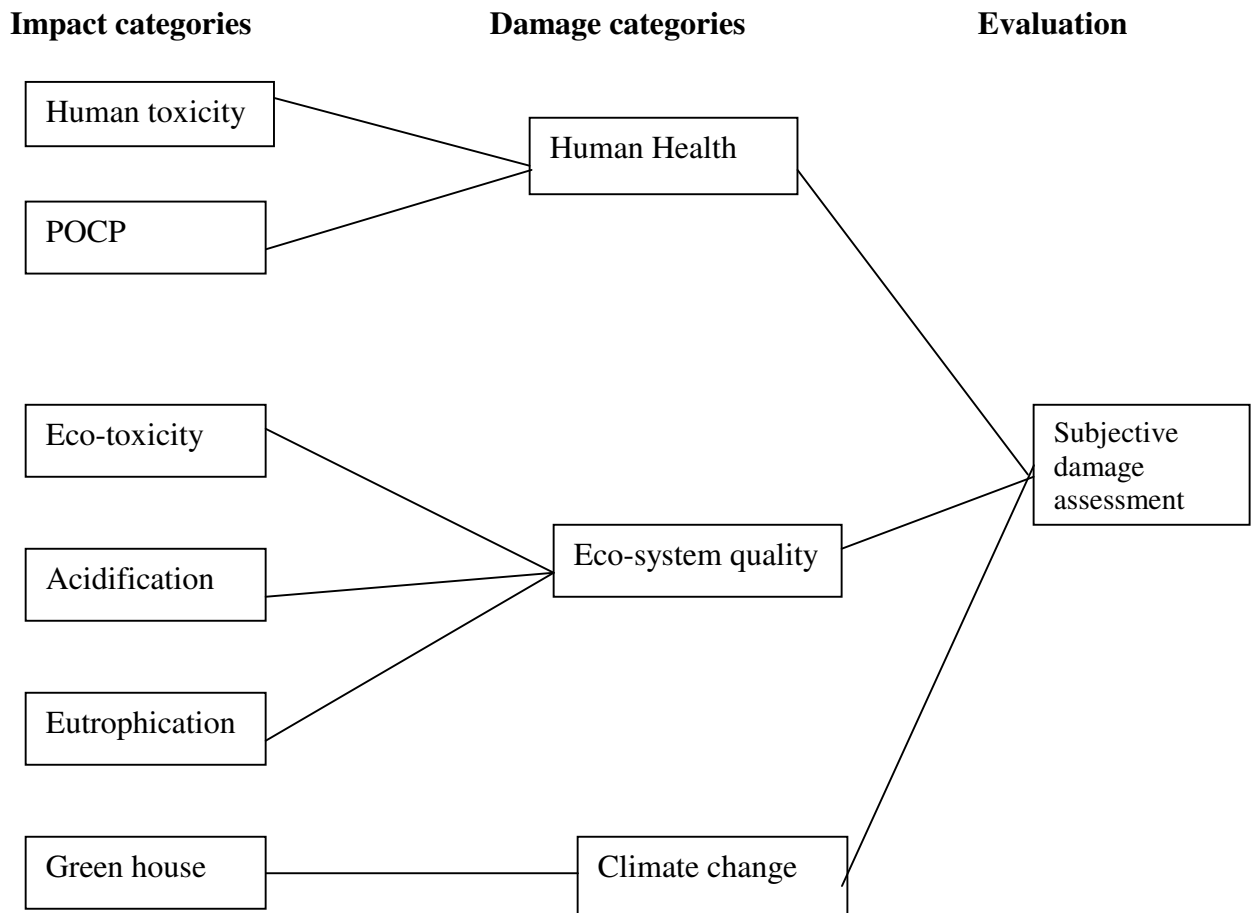 Impact categories
Damage categories
Evaluation
Human toxicity
Human Health
POCP
Eco-toxicity
Subjective
damage
assessment
Acidification
Eco-system quality
Eutrophication
Green house
Climate change